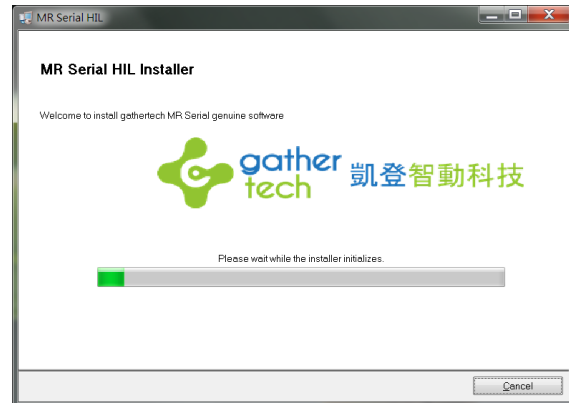 MR Serial HIL
MR Serial HIL Installer
Welcome to install gathertech MR Serial genuine software
gather
tech
凱登智動科技
Please wait while the installer initializes.
Cancel